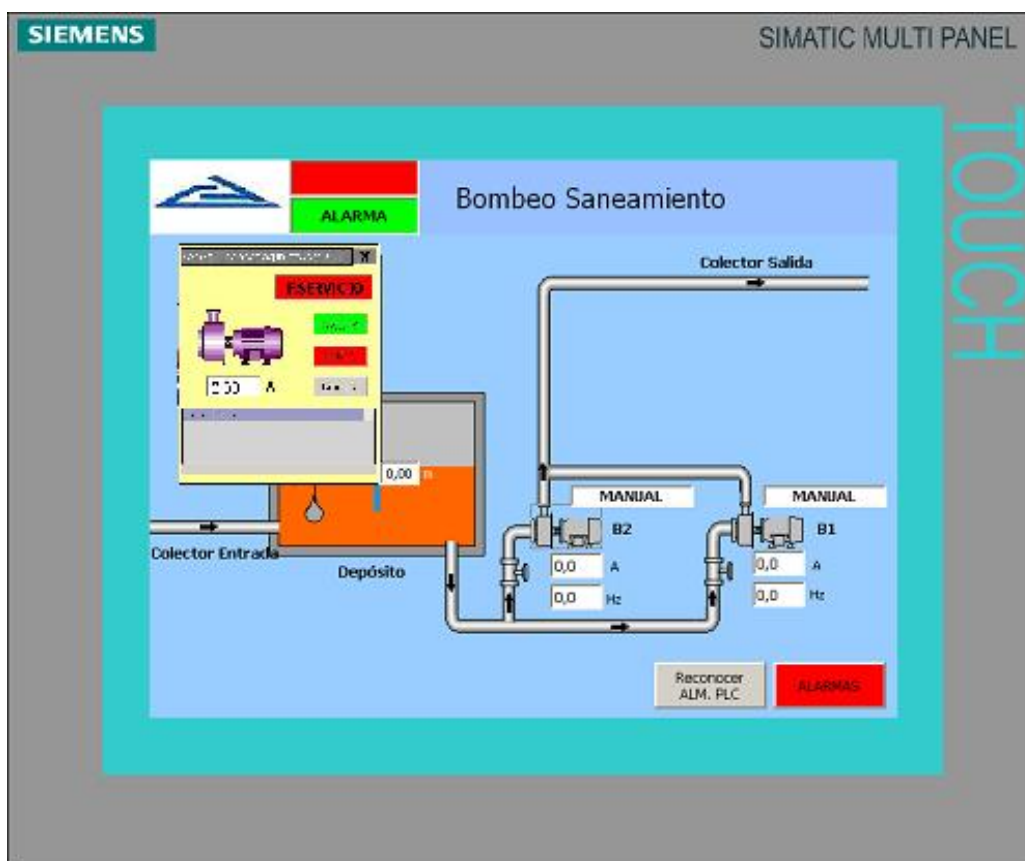 SIEMENS
SIMATIC MULTI PANEL
TOUCH
ALARMA
Bombeo Saneamiento
Colector Salida
A
0,00
MANUAL
MANUAL
B2
B1
Colector Entrada
Depósito
0,0 A
0,0 A
0,0 Hz
0,0 Hz
Reconocer
ALM. PLC
ALARMAS